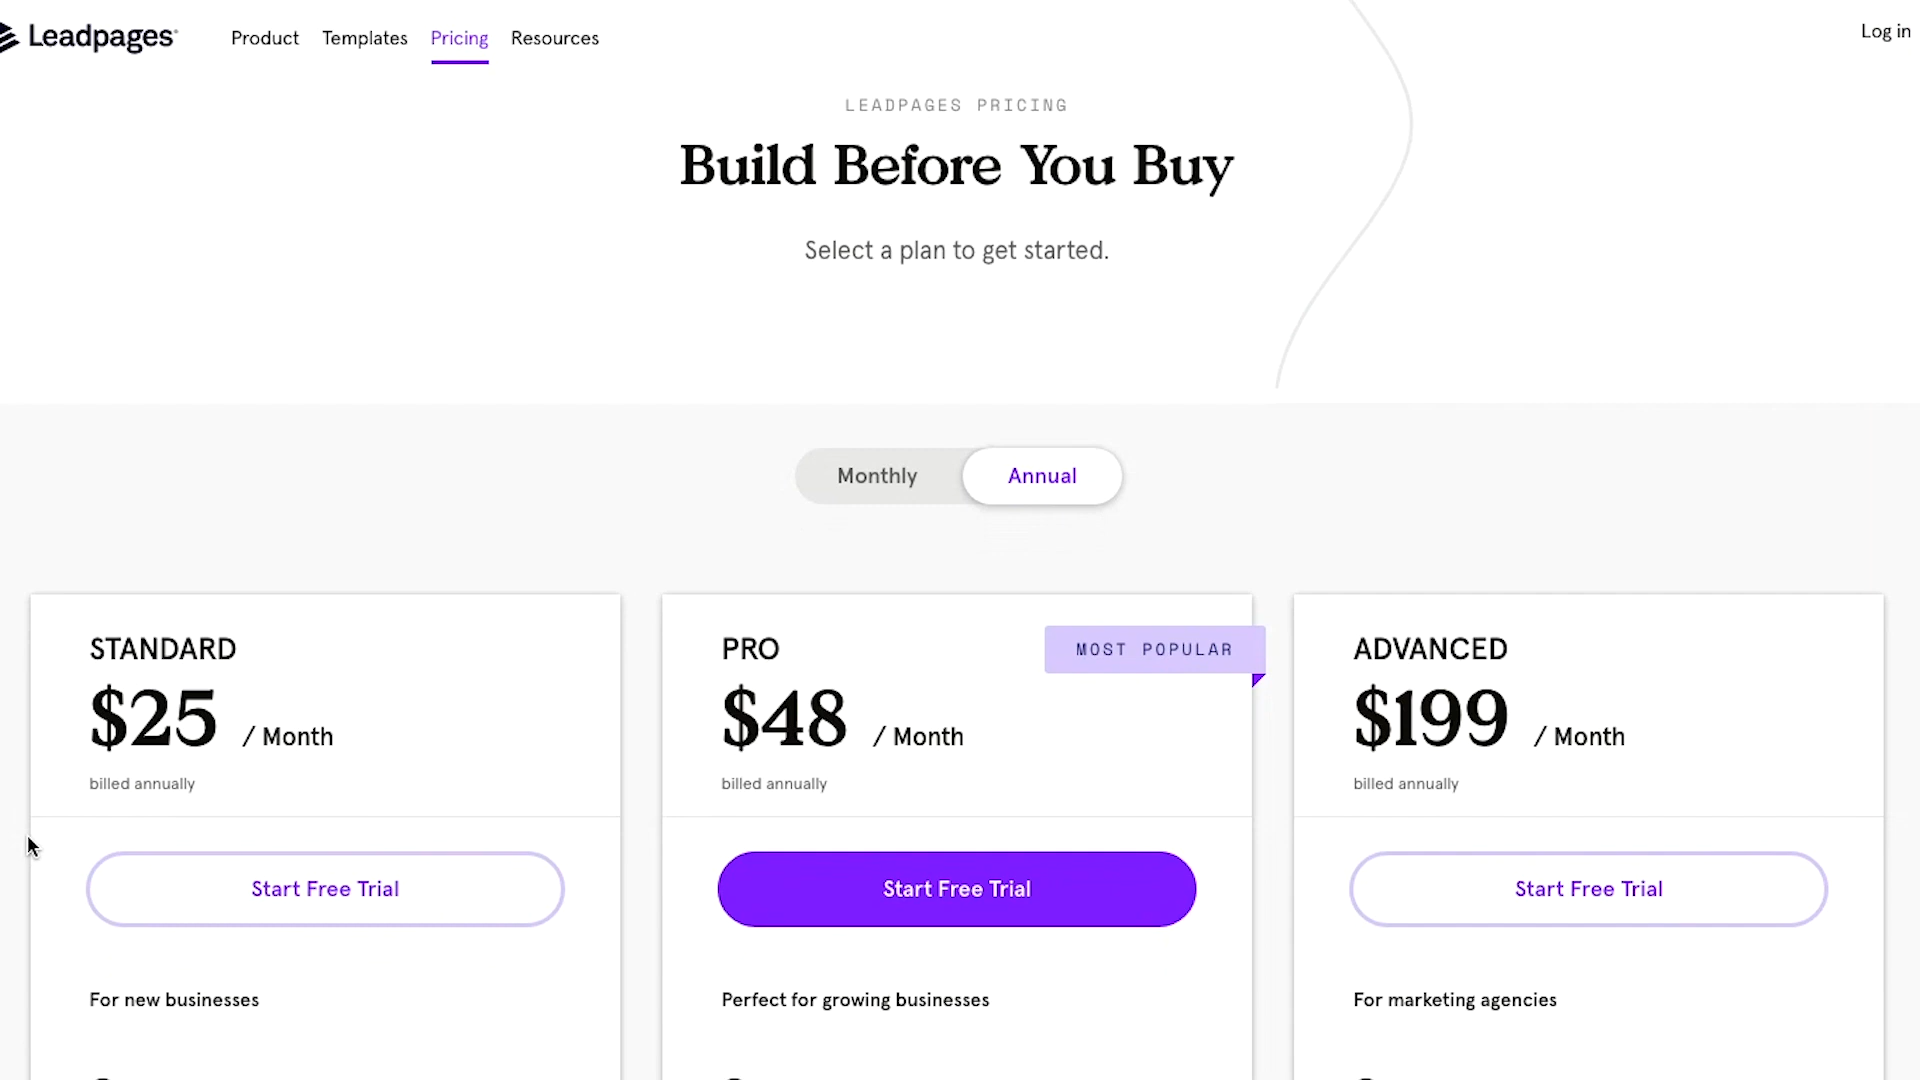 Leadpages
Product Templates Pricing Resources
Log in
LEADPAGES PRICING
Build Before You Buy
Select a plan to get started.
Monthly Annual
STANDARD
$25 / Month
billed annually
Start Free Trial
For new businesses
PRO
MOST POPULAR
$48 / Month
billed annually
Start Free Trial
Perfect for growing businesses
ADVANCED
$199 / Month
billed annually
Start Free Trial
For marketing agencies